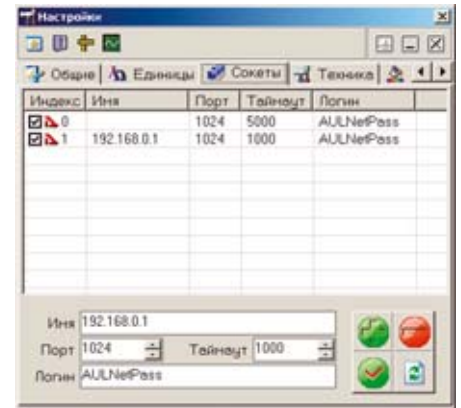 Настройки
Общие Единицы Сокеты Техника
Индекс Имя Порт Таймаут Логин
0 1024 5000 AULNetPass
1 192.168.0.1 1024 1000 AULNetPass
Имя 192.168.0.1
Порт 1024 Таймаут 1000
Логин AULNetPass